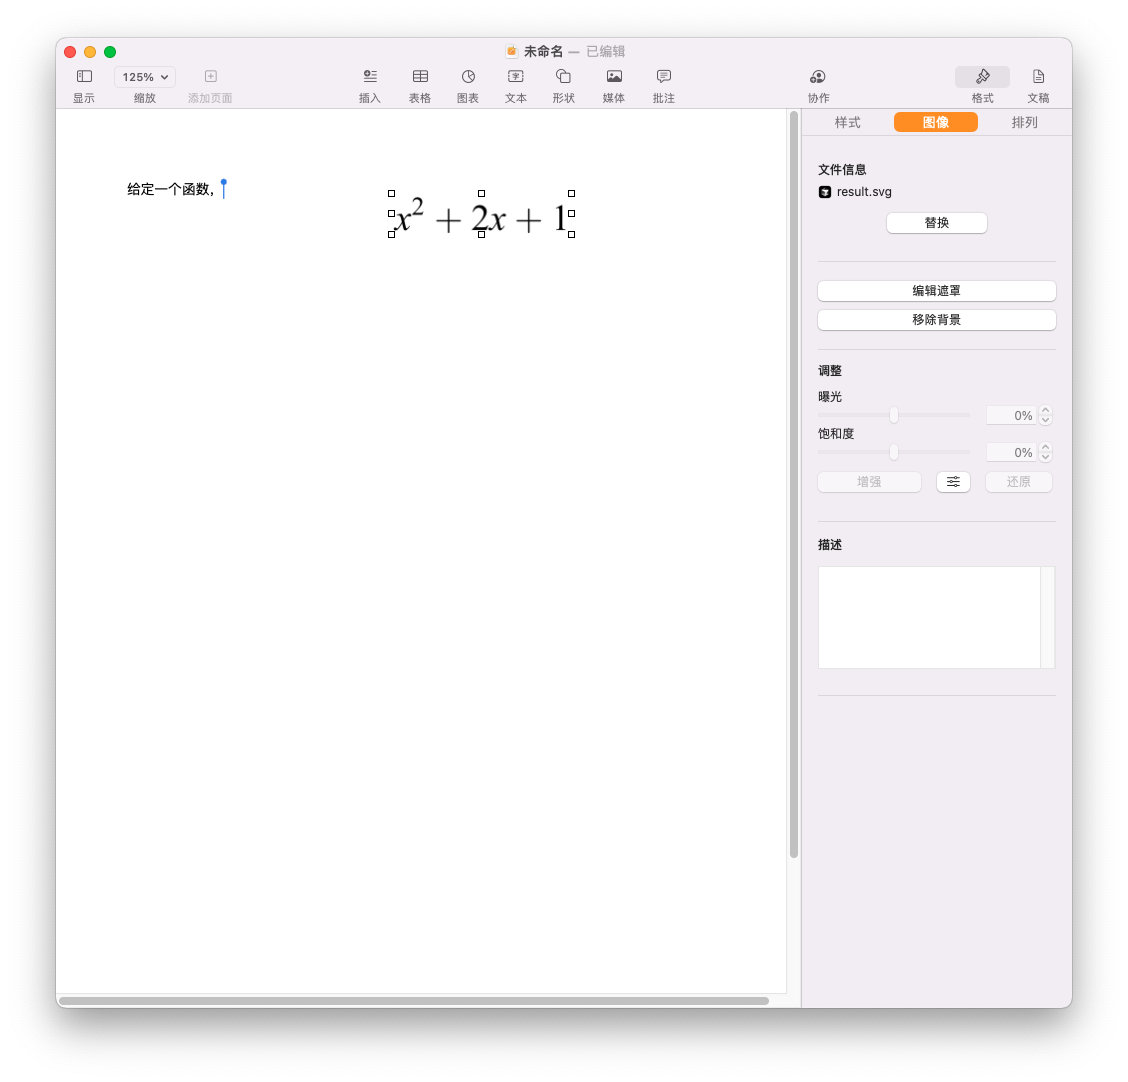 未命名 — 已编辑
125%
显示 缩放 添加页面 插入 表格 图表 文本 形状 媒体 批注 协作 格式 文稿
样式 图像 排列
给定一个函数,
x² + 2x + 1
文件信息
result.svg
替换
编辑遮罩
移除背景
调整
曝光
0%
饱和度
0%
增强 还原
描述